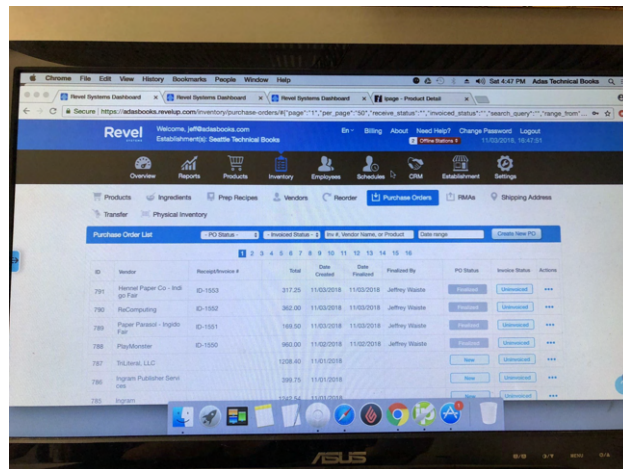 Chrome File Edit View History Bookmarks People Window Help
Sat 4:47 PM Adas Technical Books
Revel Systems Dashboard
Revel Systems Dashboard
Revel Systems Dashboard
ipage - Product Detail
Secure https://adasbooks.revelup.com/inventory/purchase-orders/#{"page":"1","per_page":"50","receive_status":"","invoiced_status":"","search_query":"","range_from"
Revel
SYSTEMS
Welcome, jeff@adasbooks.com
Establishment(s): Seattle Technical Books
En Billing About Need Help? Change Password Logout
Offline Stations 11/03/2018, 16:47:51
Overview Reports Products Inventory Employees Schedules CRM Establishment Settings
Products Ingredients Prep Recipes Vendors Reorder Purchase Orders RMAs Shipping Address
Transfer Physical Inventory
Purchase Order List - PO Status - - Invoiced Status - Inv #, Vendor Name, or Product Date range Create New PO
1 2 3 4 5 6 7 8 9 10 11 12 13 14 15 16
ID Vendor Receipt/Invoice # Total Date Created Date Finalized Finalized By PO Status Invoice Status Actions
791 Hennel Paper Co - Indigo Fair ID-1553 317.25 11/03/2018 11/03/2018 Jeffrey Waiste Finalized Uninvoiced
790 ReComputing ID-1552 362.00 11/03/2018 11/03/2018 Jeffrey Waiste Finalized Uninvoiced
789 Paper Parasol - Ingido Fair ID-1551 169.50 11/03/2018 11/03/2018 Jeffrey Waiste Finalized Uninvoiced
788 PlayMonster ID-1550 960.00 11/02/2018 11/02/2018 Jeffrey Waiste Finalized Uninvoiced
787 TriLiteral, LLC 1208.40 11/01/2018 New Uninvoiced
786 Ingram Publisher Services 249.75 11/01/2018 New Uninvoiced
785 Ingram 11/01/2018 New Uninvoiced
ASUS
MENU